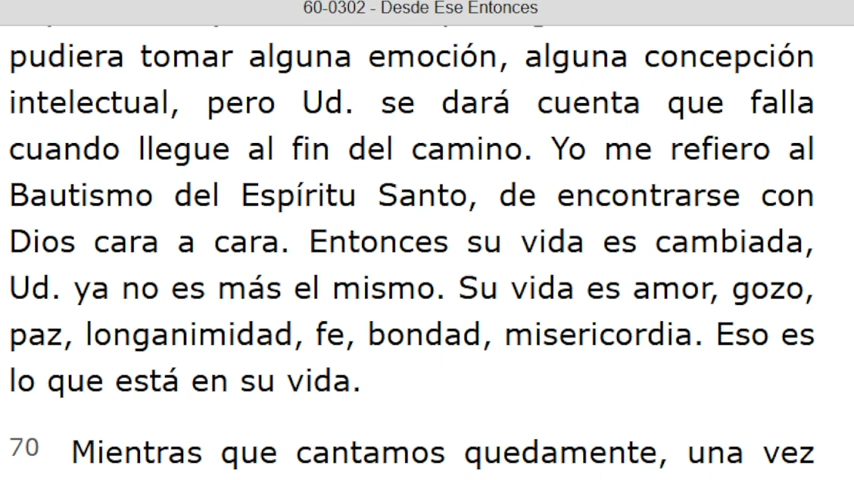 60-0302 - Desde Ese Entonces
pudiera tomar alguna emoción, alguna concepción
intelectual, pero Ud. se dará cuenta que falla
cuando llegue al fin del camino. Yo me refiero al
Bautismo del Espíritu Santo, de encontrarse con
Dios cara a cara. Entonces su vida es cambiada,
Ud. ya no es más el mismo. Su vida es amor, gozo,
paz, longanimidad, fe, bondad, misericordia. Eso es
lo que está en su vida.
70 Mientras que cantamos quedamente, una vez